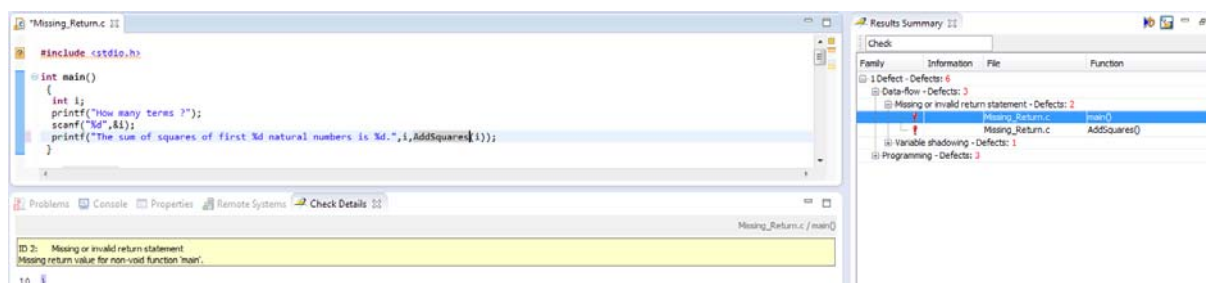 *Missing_Return.c
#include <stdio.h>
int main()
{
int i;
printf("How many terms ?");
scanf("%d",&i);
printf("The sum of squares of first %d natural numbers is %d.",i,AddSquares(i));
}
Problems Console Properties Remote Systems Check Details
Missing_Return.c / main()
ID 2: Missing or invalid return statement
Missing return value for non-void function 'main'.
10 }
Results Summary
Check
Family Information File Function
1 Defect - Defects: 6
Data-flow - Defects: 3
Missing or invalid return statement - Defects: 2
! Missing_Return.c main()
! Missing_Return.c AddSquares()
Variable shadowing - Defects: 1
Programming - Defects: 3